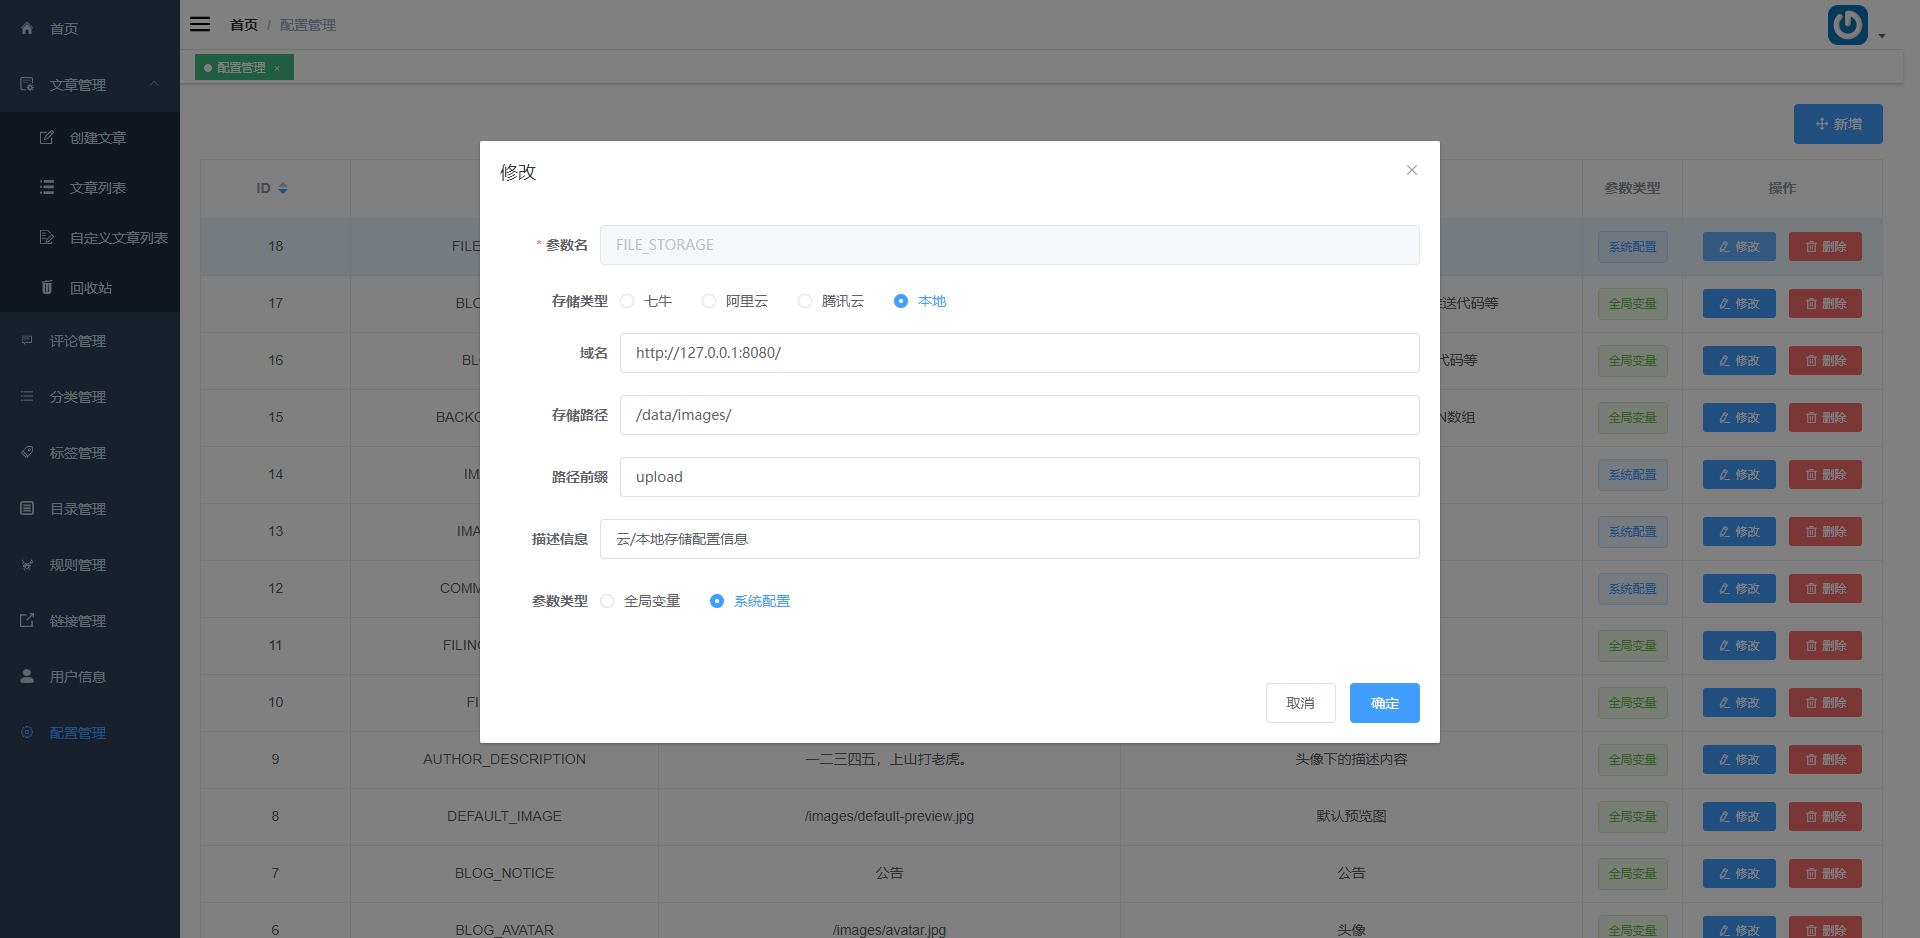 首页
文章管理
创建文章
文章列表
自定义文章列表
回收站
评论管理
分类管理
标签管理
目录管理
规则管理
链接管理
用户信息
配置管理
首页 / 配置管理
配置管理 ×
新增
ID 参数类型 操作
18 FILE 系统配置 修改 删除
17 BLO 送代码等 全局变量 修改 删除
16 BL 代码等 全局变量 修改 删除
15 BACKG N数组 全局变量 修改 删除
14 IM 系统配置 修改 删除
13 IMA 系统配置 修改 删除
12 COMM 系统配置 修改 删除
11 FILING 全局变量 修改 删除
10 FI 全局变量 修改 删除
9 AUTHOR_DESCRIPTION 一二三四五，上山打老虎。 头像下的描述内容 全局变量 修改 删除
8 DEFAULT_IMAGE /images/default-preview.jpg 默认预览图 全局变量 修改 删除
7 BLOG_NOTICE 公告 公告 全局变量 修改 删除
6 BLOG_AVATAR /images/avatar.jpg 头像 全局变量 修改 删除
修改
* 参数名 FILE_STORAGE
存储类型 七牛 阿里云 腾讯云 本地
域名 http://127.0.0.1:8080/
存储路径 /data/images/
路径前缀 upload
描述信息 云/本地存储配置信息
参数类型 全局变量 系统配置
取消 确定